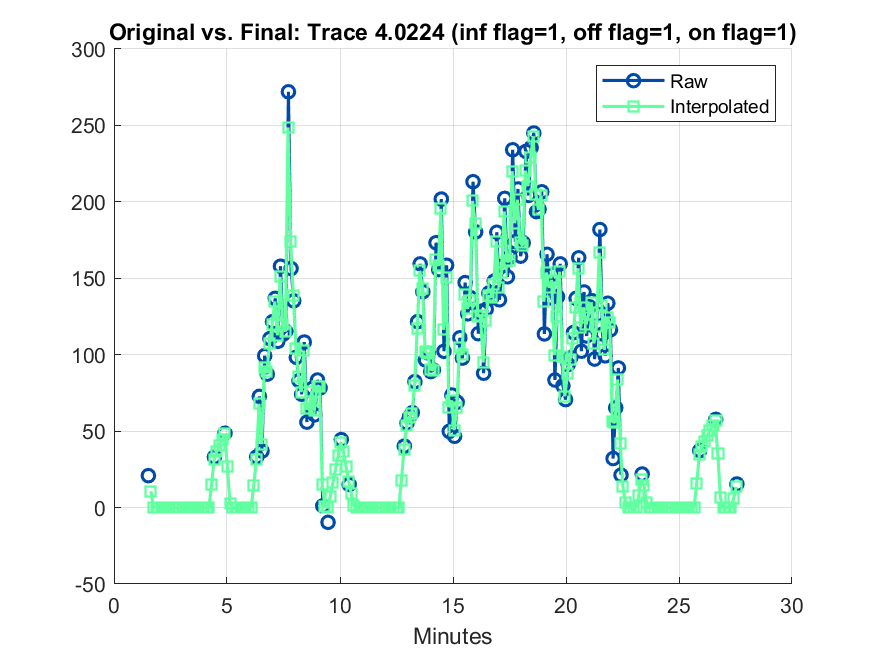 Original vs. Final: Trace 4.0224 (inf flag=1, off flag=1, on flag=1)
300
250
200
150
100
50
0
-50
Raw
Interpolated
0 5 10 15 20 25 30
Minutes